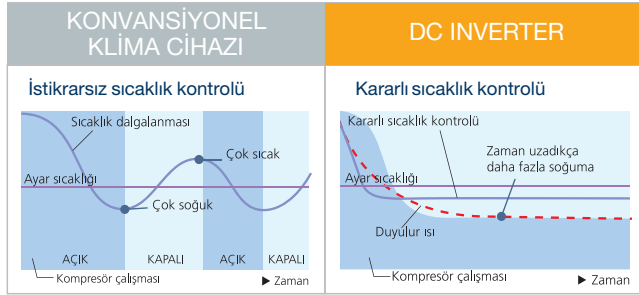 KONVANSİYONEL
KLİMA CİHAZI
İstikrarsız sıcaklık kontrolü
Sıcaklık dalgalanması
Çok sıcak
Ayar sıcaklığı
Çok soğuk
AÇIK KAPALI AÇIK KAPALI
Kompresör çalışması
▶ Zaman
DC INVERTER
Kararlı sıcaklık kontrolü
Kararlı sıcaklık kontrolü
Zaman uzadıkça
daha fazla soğuma
Ayar sıcaklığı
Duyulur ısı
Kompresör çalışması
▶ Zaman